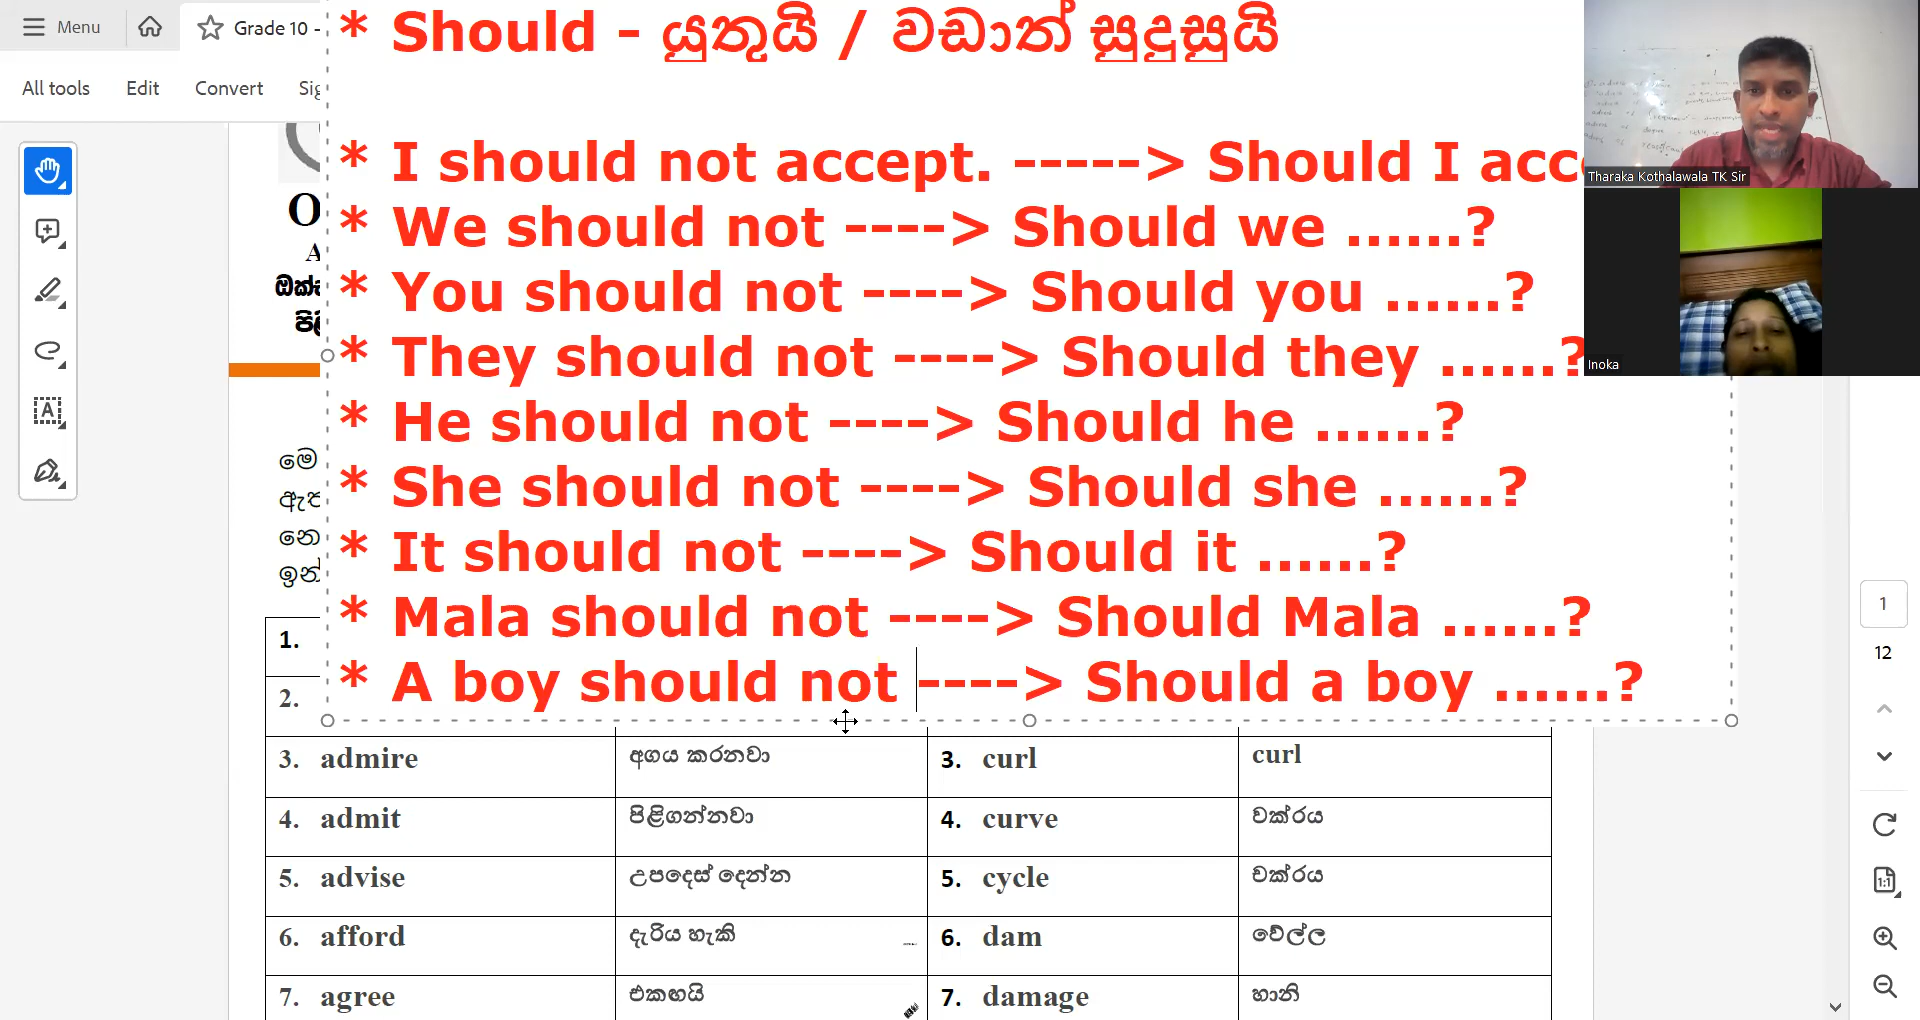 Menu
Grade 10 -
All tools Edit Convert Sig
* Should - යුතුයි / වඩාත් සුදුසුයි
* I should not accept. -----> Should I acc
* We should not ----> Should we ......?
* You should not ----> Should you ......?
* They should not ----> Should they ......?
* He should not ----> Should he ......?
* She should not ----> Should she ......?
* It should not ----> Should it ......?
* Mala should not ----> Should Mala ......?
* A boy should not ----> Should a boy ......?
Tharaka Kothalawala TK Sir
Inoka
O
A
මෙ
නො
ඉන්
1.
2.
3. admire අගය කරනවා 3. curl curl
4. admit පිළිගන්නවා 4. curve වක්රය
5. advise උපදෙස් දෙන්න 5. cycle චක්රය
6. afford දැරිය හැකි 6. dam වේල්ල
7. agree එකඟයි 7. damage හානි
1
12
1:1